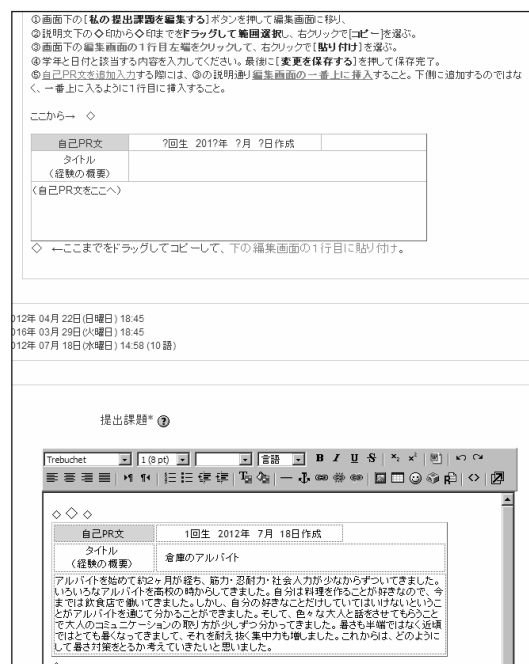 ①画面下の[私の提出課題を編集する]ボタンを押して編集画面に移り、
②説明文下の◇印から◇印までをドラッグして範囲選択し、右クリックで[コピー]を選ぶ。
③画面下の編集画面の1行目左端をクリックして、右クリックで[貼り付け]を選ぶ。
④学年と日付と該当する内容を入力してください。最後に[変更を保存する]を押して保存完了。
⑤自己PR文を追加入力する際には、③の説明通り編集画面の一番上に挿入すること。下側に追加するのではな
く、一番上に入るように1行目に挿入すること。
ここから→ ◇
自己PR文 ?回生 201?年 ?月 ?日作成
タイトル
(経験の概要)
(自己PR文をここへ)
◇ ←ここまでをドラッグしてコピーして、下の編集画面の1行目に貼り付け。
012年 04月 22日(日曜日) 18:45
016年 03月 29日(火曜日) 18:45
012年 07月 18日(水曜日) 14:58 (10 語)
提出課題*
Trebuchet 1 (8 pt) 言語 B I U S
◇ ◇ ◇
自己PR文 1回生 2012年 7月 18日作成
タイトル
(経験の概要) 倉庫のアルバイト
アルバイトを始めて約2ヶ月が経ち、筋力・忍耐力・社会人力が少なからずついてきました。
いろいろなアルバイトを高校の時からしてきました。自分は料理を作ることが好きなので、今
までは飲食店で働いてきました。しかし、自分の好きなことだけしていてはいけないというこ
とがアルバイトを通じて分かることができました。そして、色々な大人と話をさせてもらうこと
で大人のコミュニケーションの取り方が少しずつ分かってきました。暑さも半端ではなく近頃
ではとても暑くなってきまして、それを耐え抜く集中力も増しました。これからは、どのように
して暑さ対策をとるか考えていきたいと思いました。